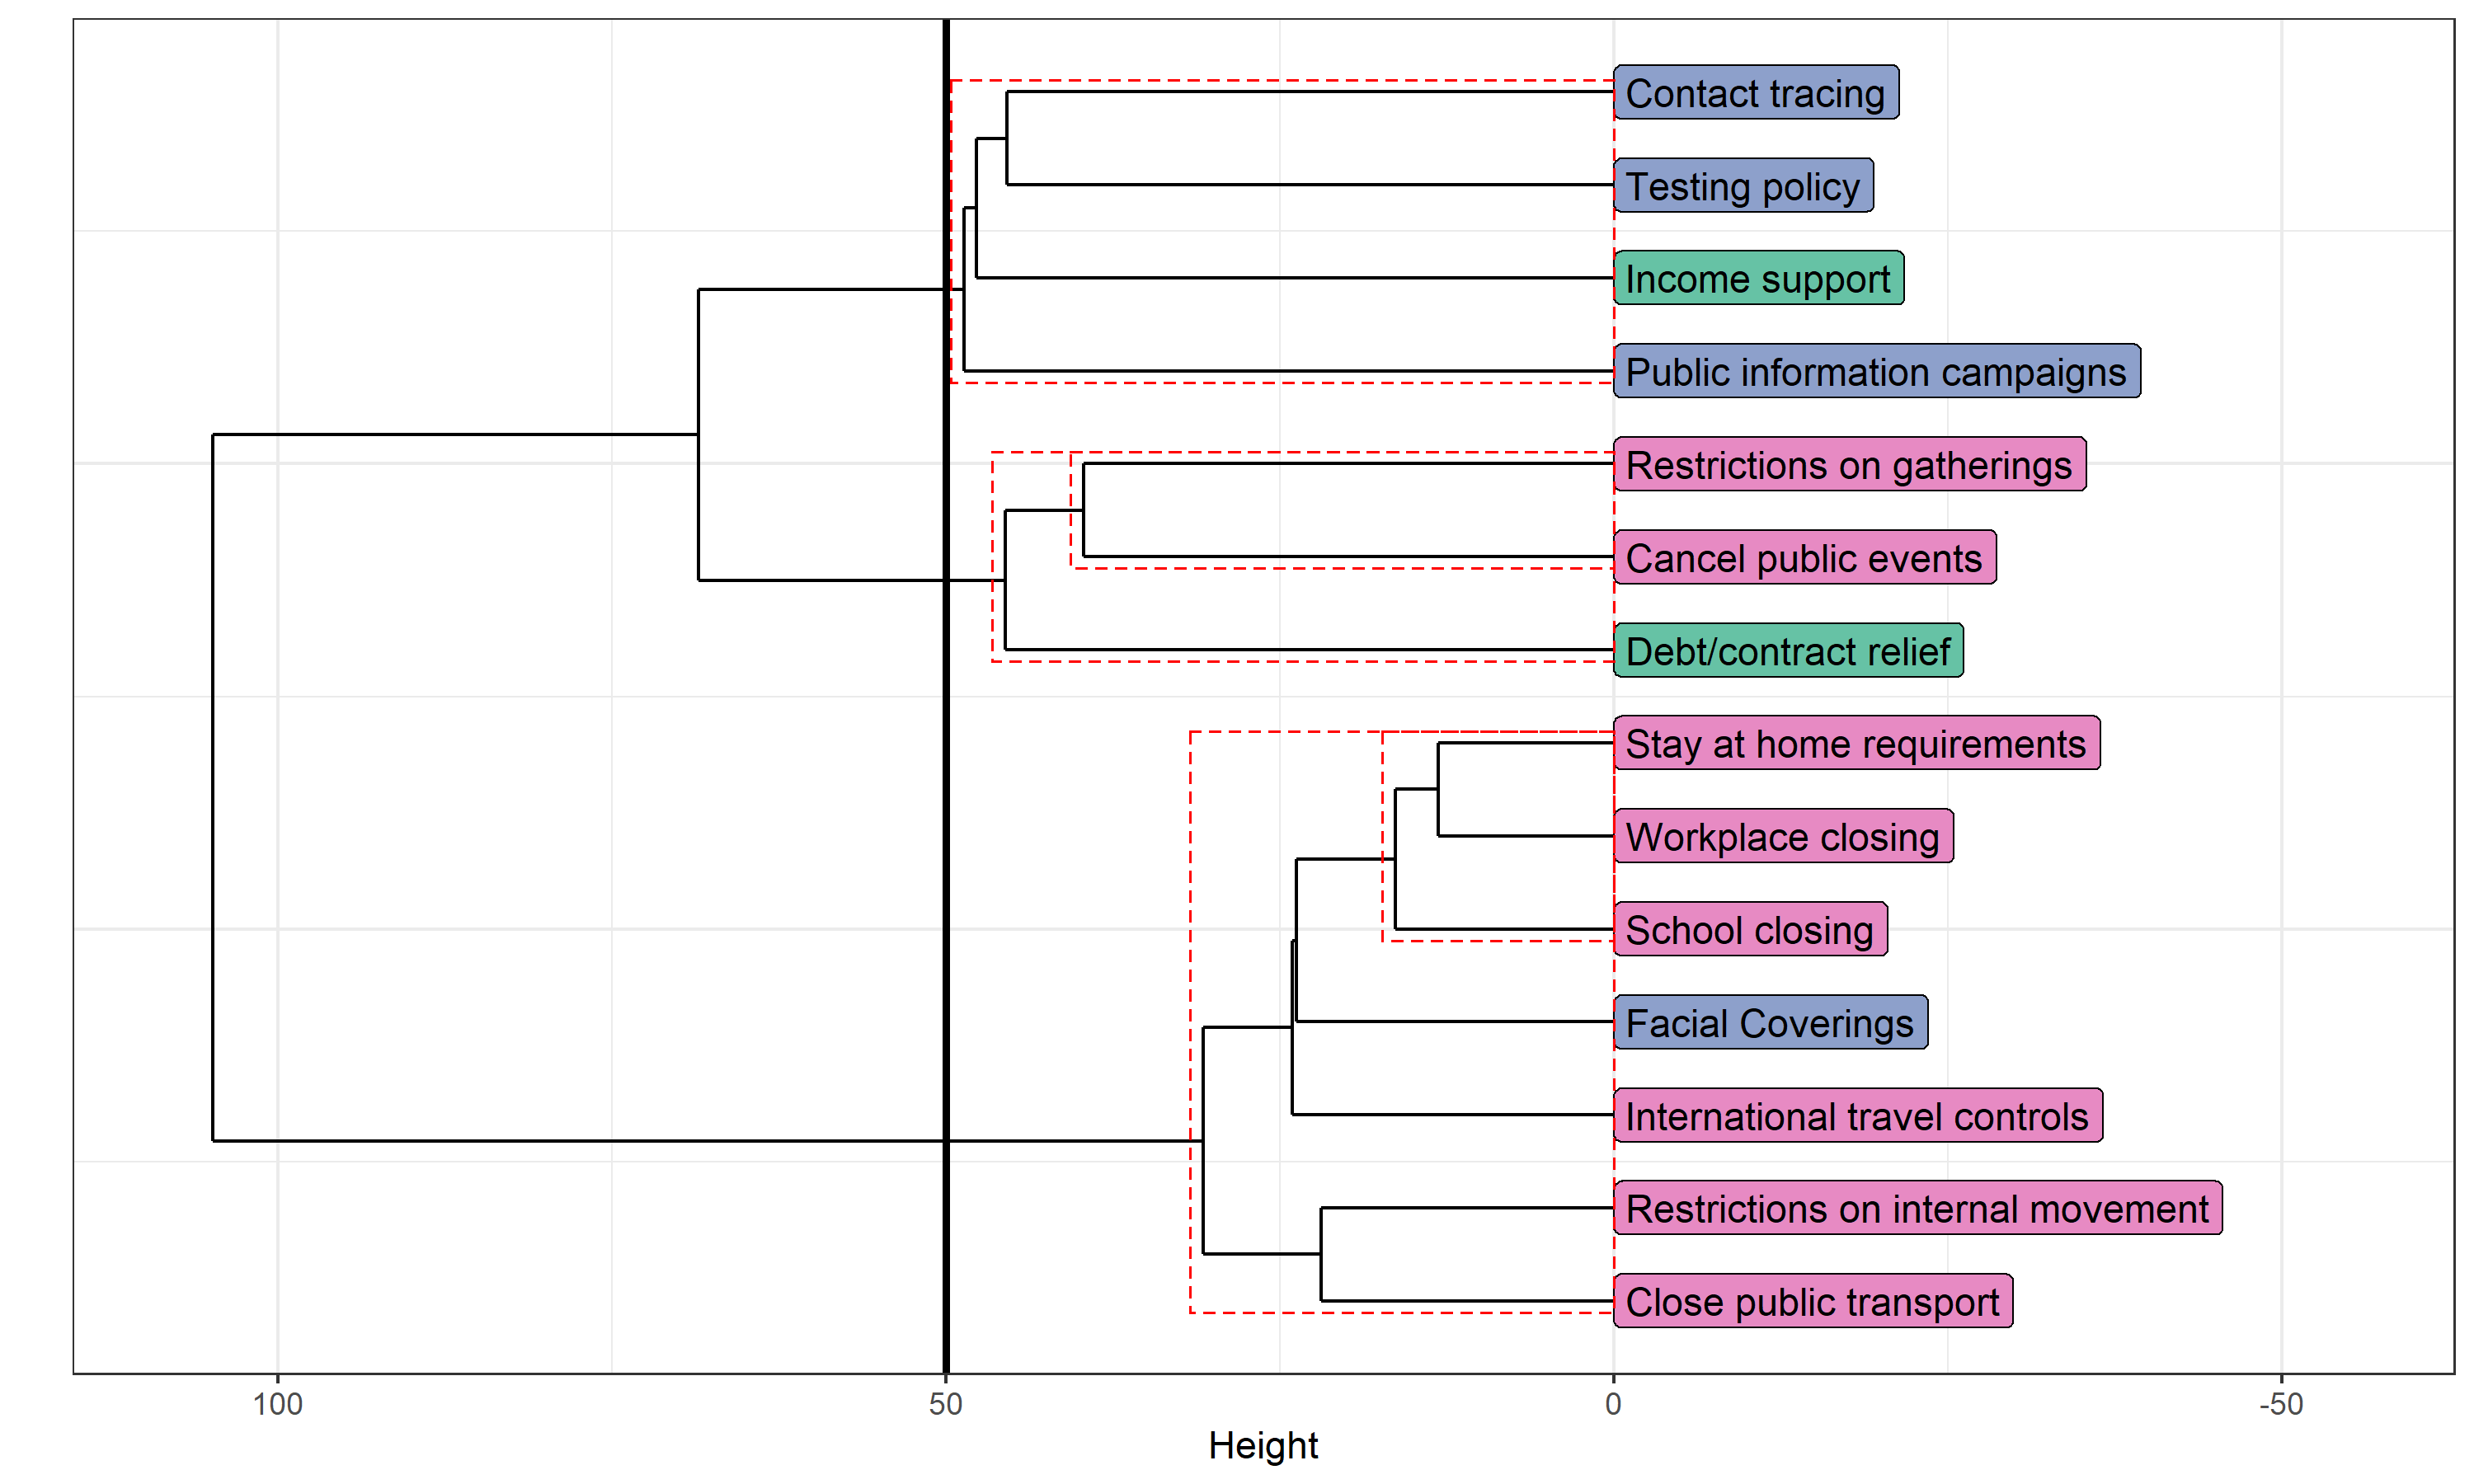 Contact tracing
Testing policy
Income support
Public information campaigns
Restrictions on gatherings
Cancel public events
Debt/contract relief
Stay at home requirements
Workplace closing
School closing
Facial Coverings
International travel controls
Restrictions on internal movement
Close public transport
100 50 0 -50
Height